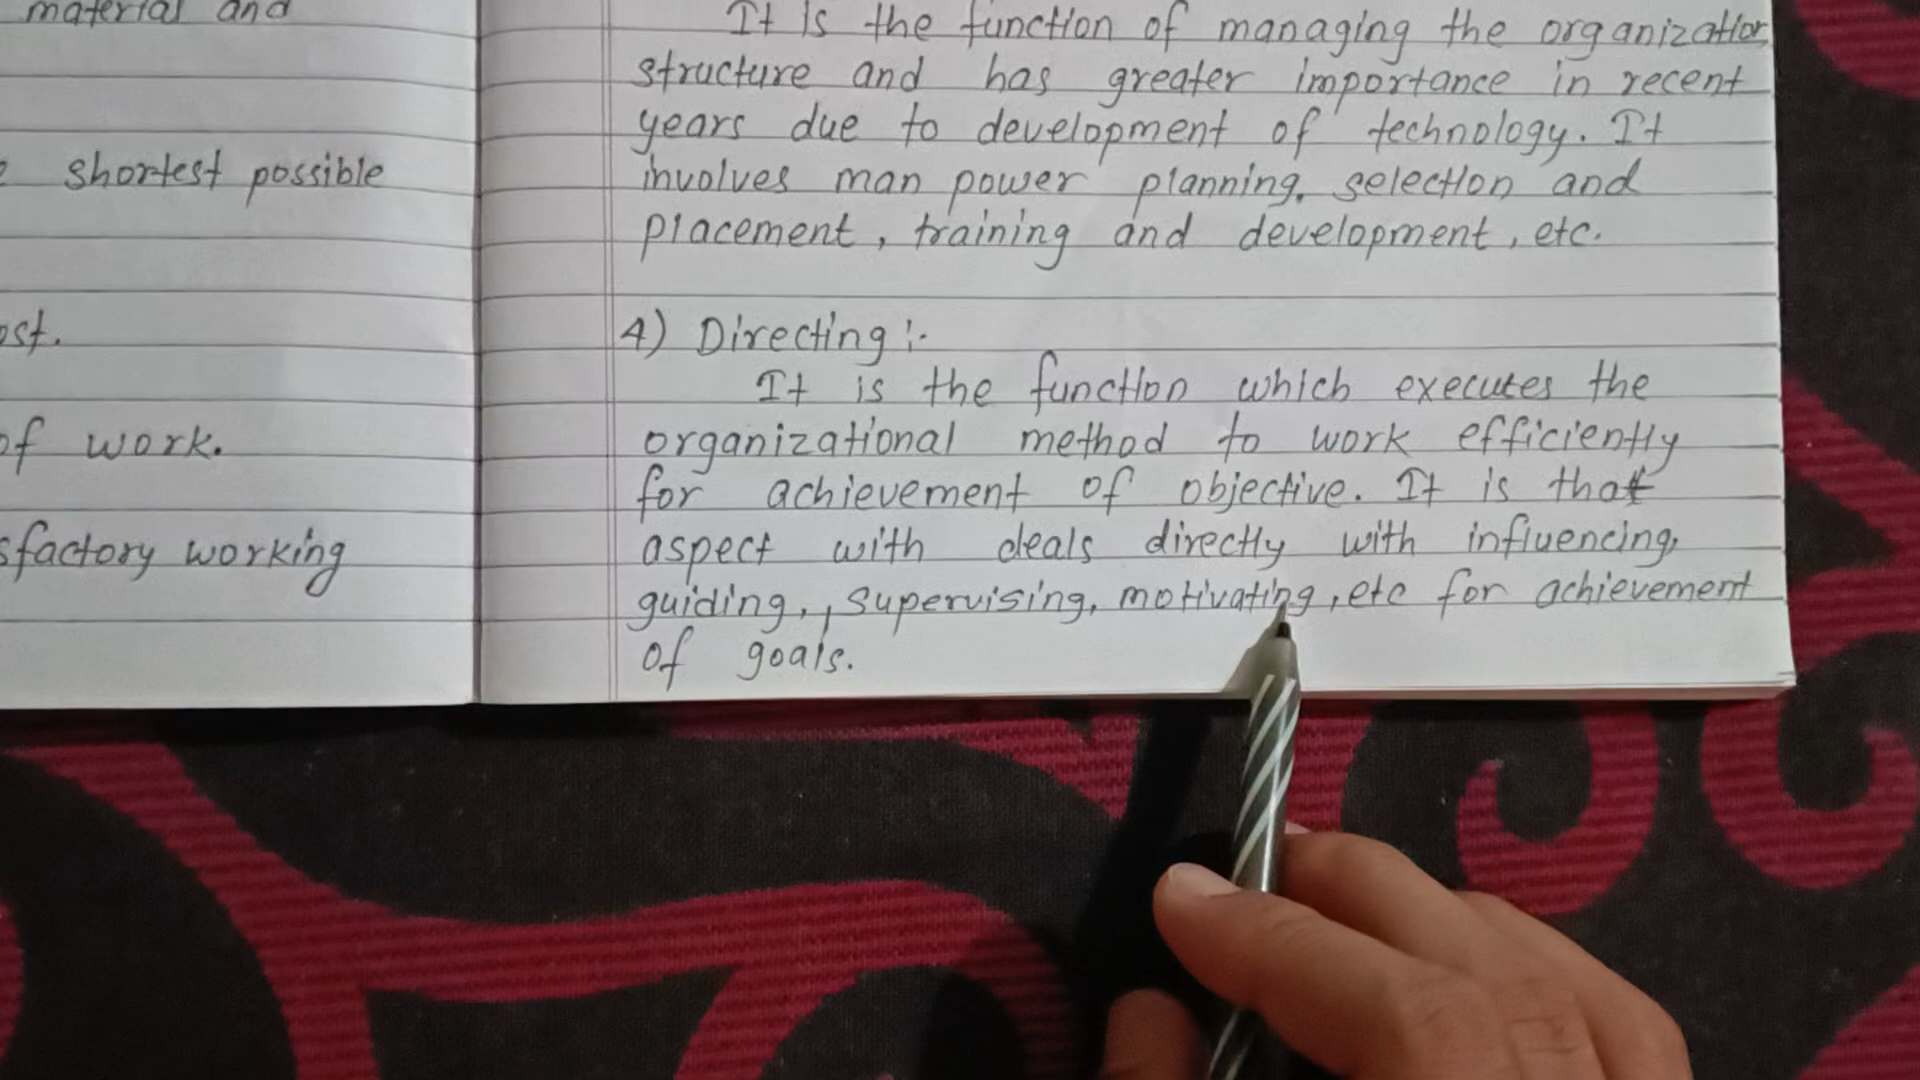 material and
shortest possible
of work.
working
It is the function of managing the organization
structure and has greater importance in recent
years due to development of technology. It
involves man power planning, selection and
placement, training and development, etc.
4) Directing :-
It is the function which executes the
organizational method to work efficiently
for achievement of objective. It is that
aspect with deals directly with influencing,
guiding,, supervising, motivating, etc for achievement
of goals.